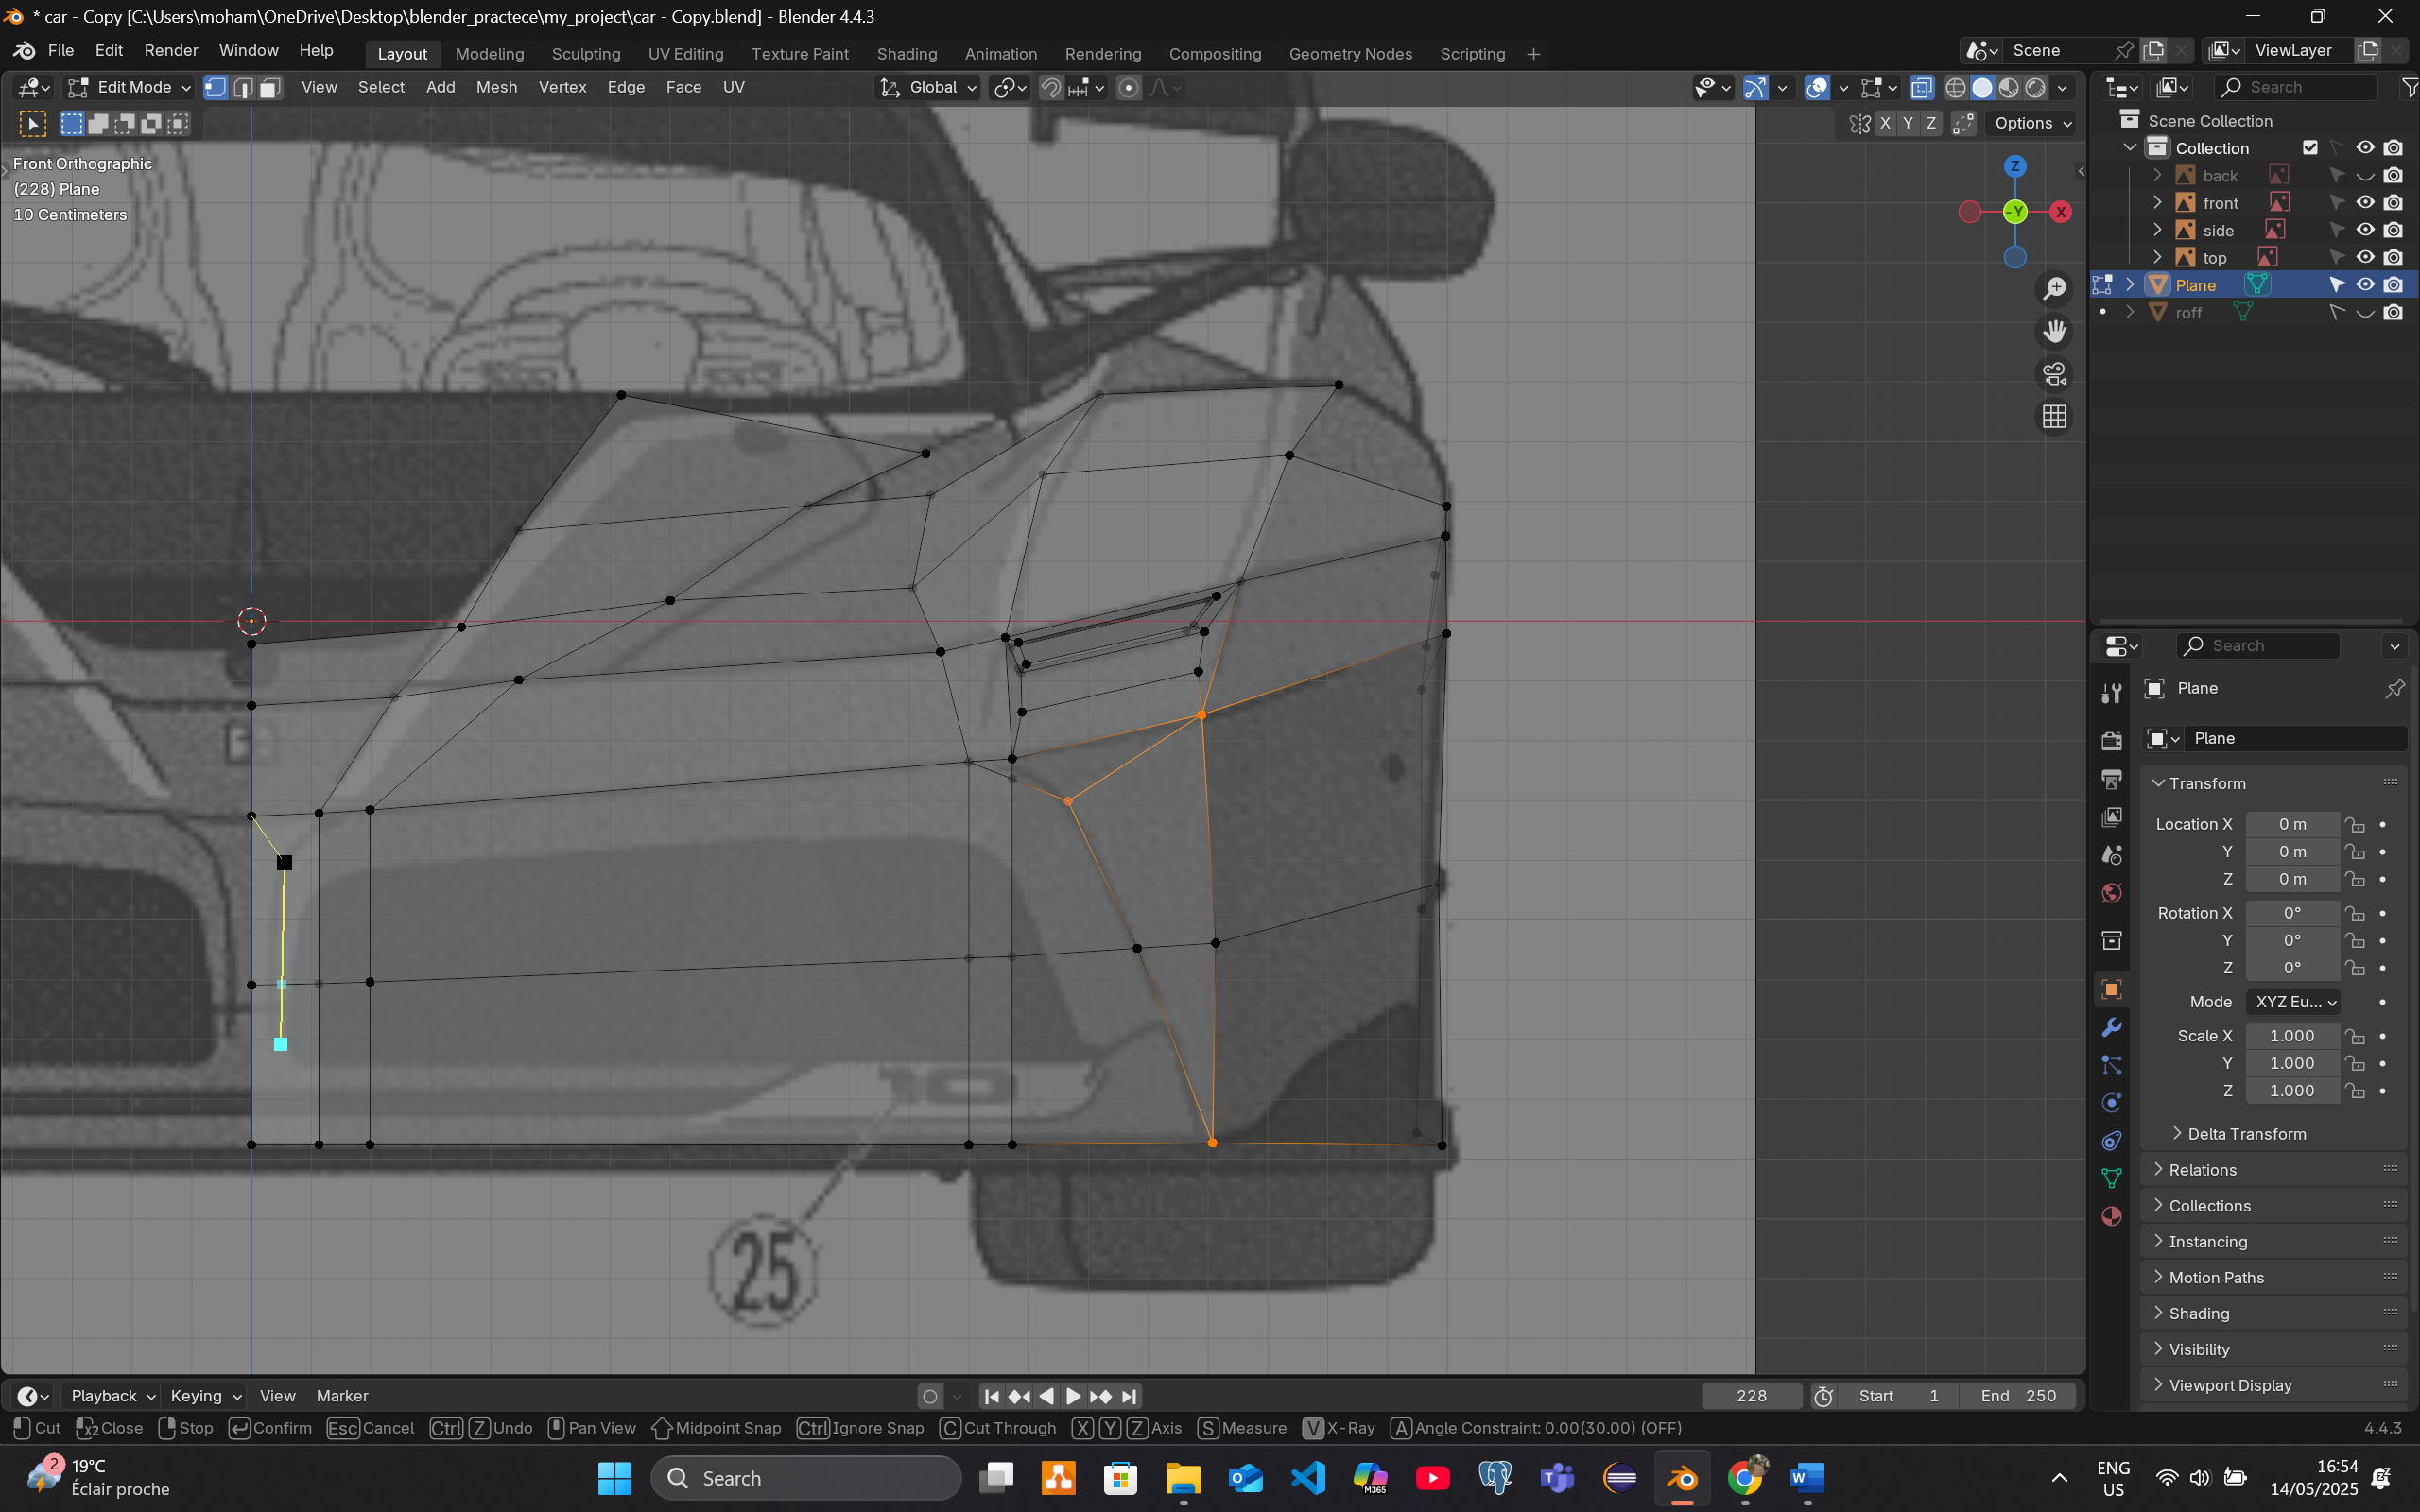 * car - Copy [C:\Users\moham\OneDrive\Desktop\blender_practece\my_project\car - Copy.blend] - Blender 4.4.3
File Edit Render Window Help Layout Modeling Sculpting UV Editing Texture Paint Shading Animation Rendering Compositing Geometry Nodes Scripting + Scene ViewLayer
Edit Mode View Select Add Mesh Vertex Edge Face UV Global Search
X Y Z Options
Scene Collection
Collection
back
front
side
top
Plane
roff
Front Orthographic
(228) Plane
10 Centimeters
Z
-Y X
Search
Plane
Plane
Transform
Location X 0 m
Y 0 m
Z 0 m
Rotation X 0°
Y 0°
Z 0°
Mode XYZ Eu...
Scale X 1.000
Y 1.000
Z 1.000
Delta Transform
Relations
Collections
Instancing
Motion Paths
Shading
Visibility
Viewport Display
25
Playback Keying View Marker 228 Start 1 End 250
Cut x2 Close Stop Confirm Esc Cancel Ctrl Z Undo Pan View Midpoint Snap Ctrl Ignore Snap C Cut Through X Y Z Axis S Measure V X-Ray A Angle Constraint: 0.00(30.00) (OFF) 4.4.3
2 19°C
Éclair proche
Search
M365
ENG
US
16:54
14/05/2025